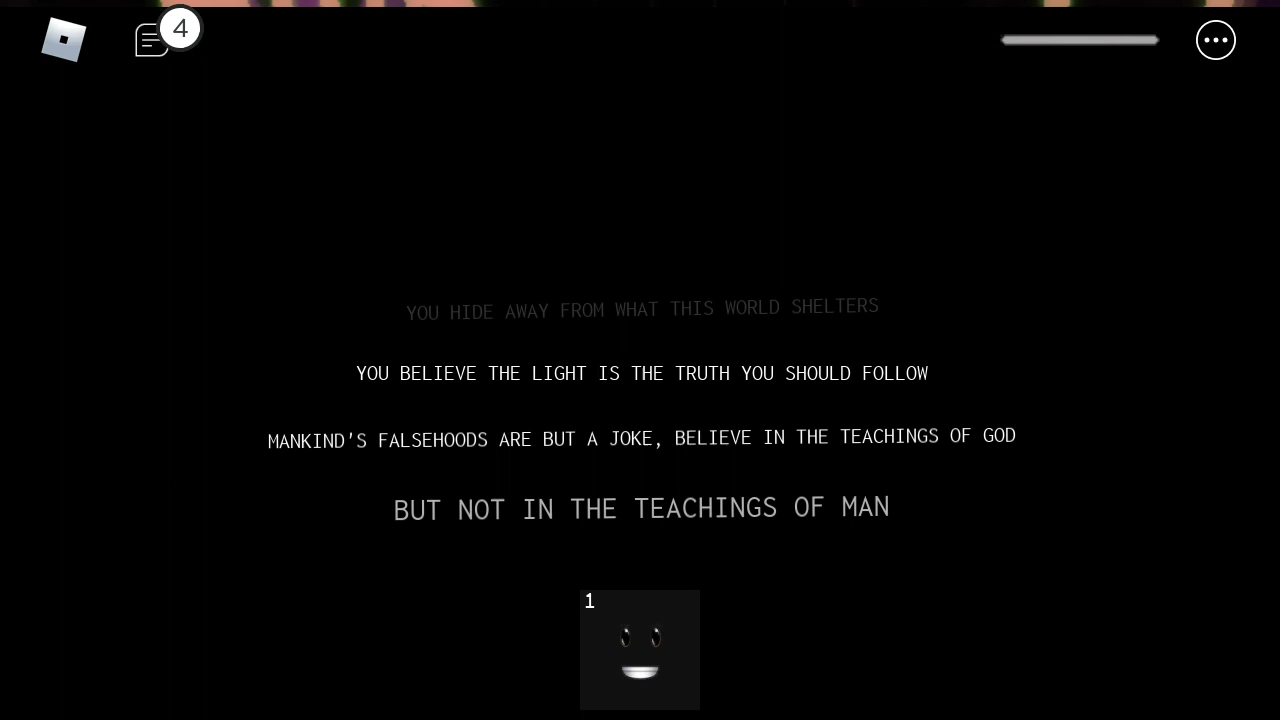 4
YOU HIDE AWAY FROM WHAT THIS WORLD SHELTERS
YOU BELIEVE THE LIGHT IS THE TRUTH YOU SHOULD FOLLOW
MANKIND'S FALSEHOODS ARE BUT A JOKE, BELIEVE IN THE TEACHINGS OF GOD
BUT NOT IN THE TEACHINGS OF MAN
1